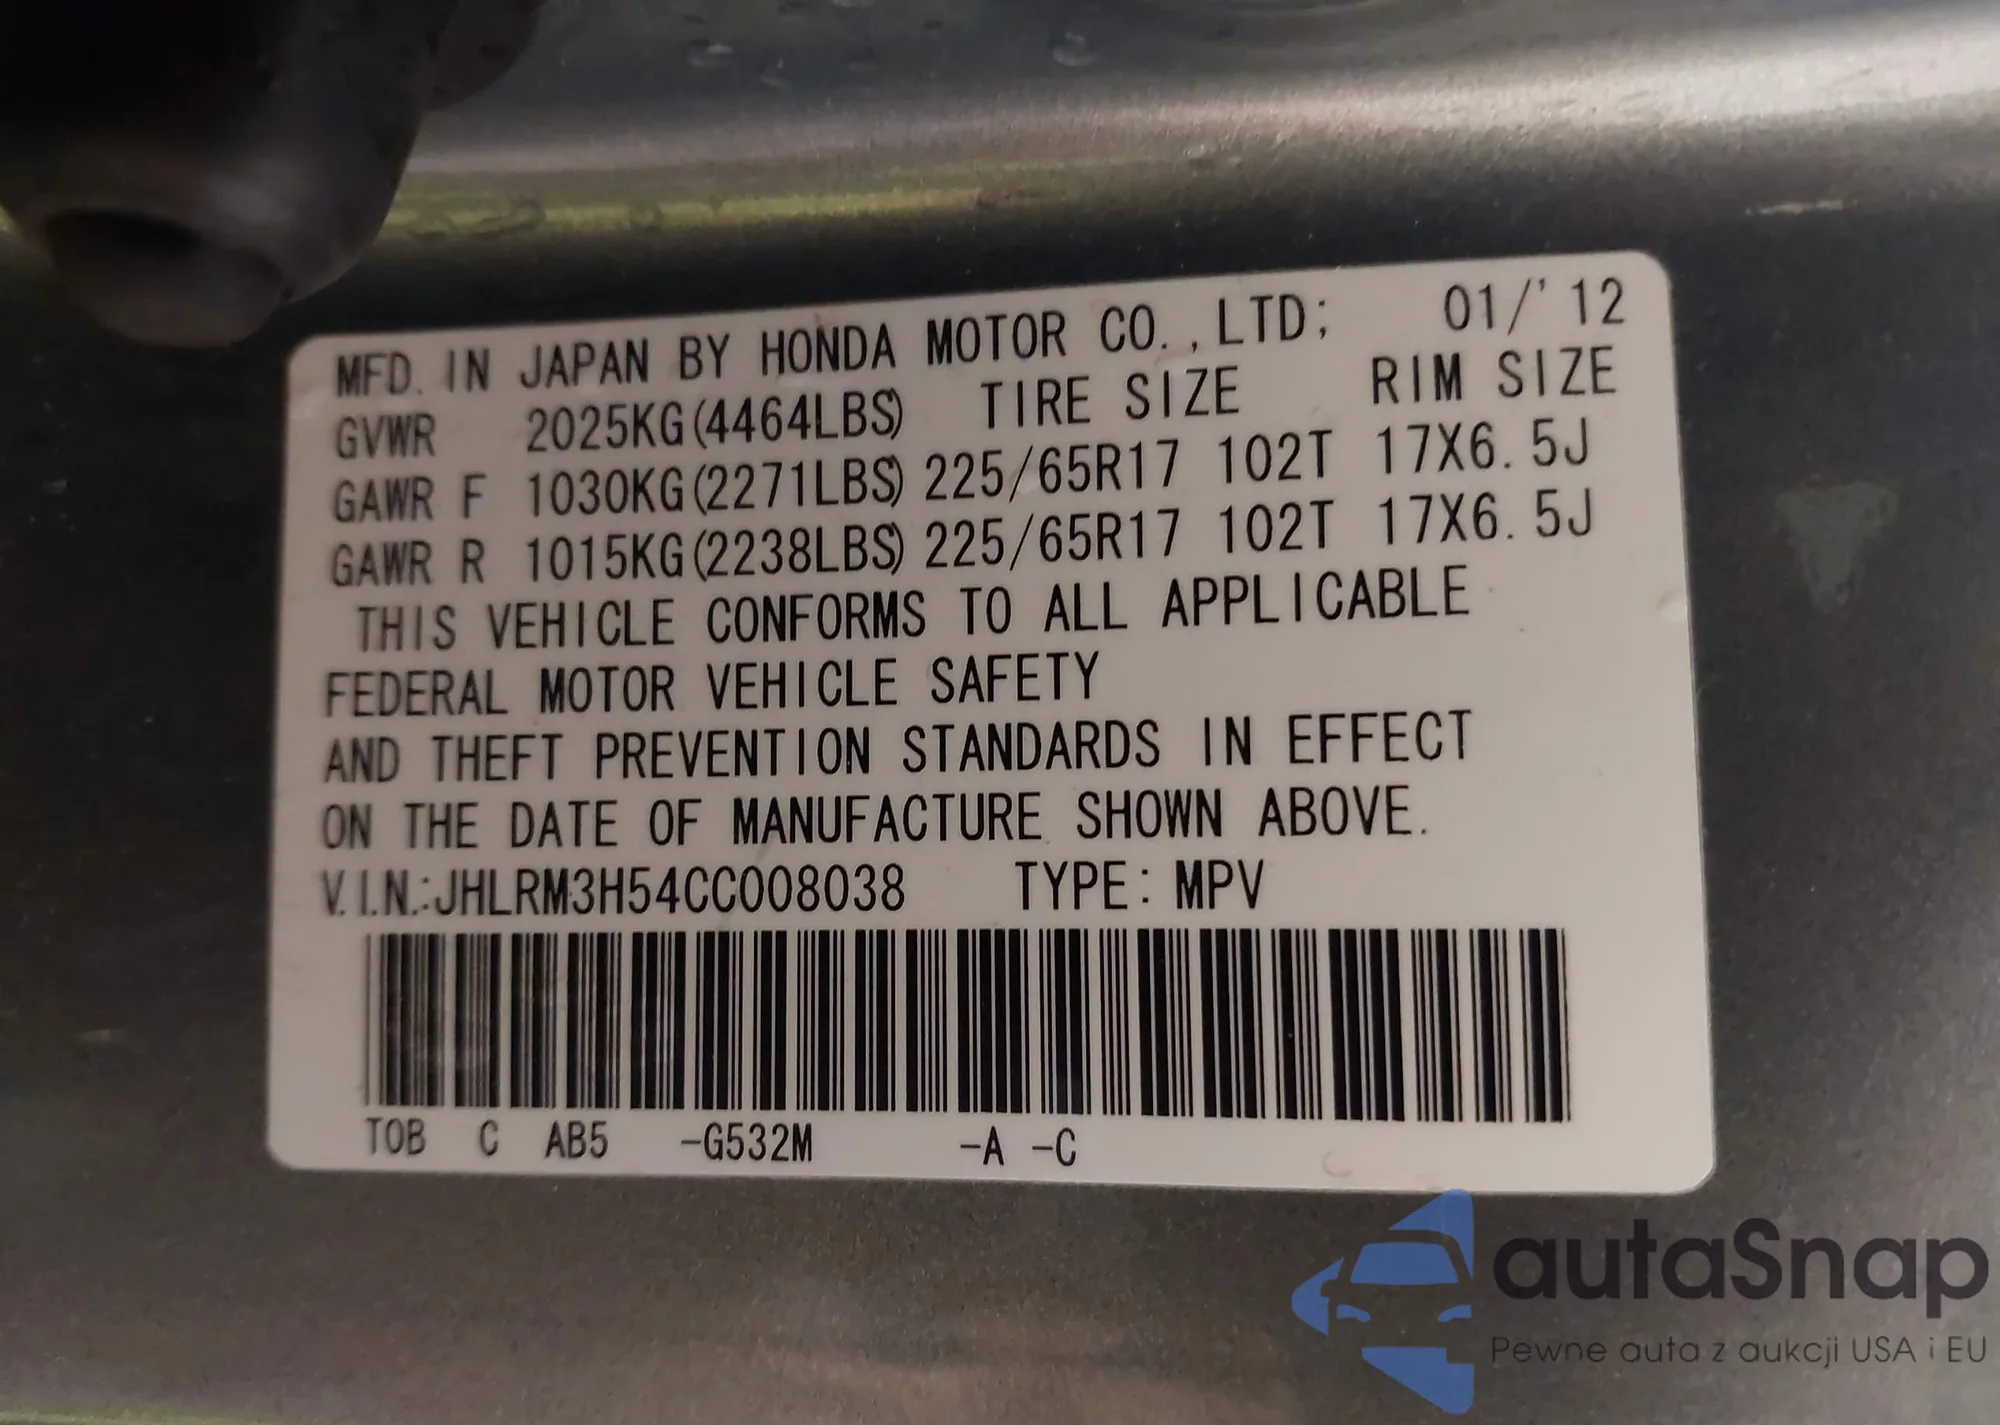 MFD. IN JAPAN BY HONDA MOTOR CO.,LTD; 01/'12
GVWR 2025KG(4464LBS) TIRE SIZE RIM SIZE
GAWR F 1030KG(2271LBS) 225/65R17 102T 17X6.5J
GAWR R 1015KG(2238LBS) 225/65R17 102T 17X6.5J
THIS VEHICLE CONFORMS TO ALL APPLICABLE
FEDERAL MOTOR VEHICLE SAFETY
AND THEFT PREVENTION STANDARDS IN EFFECT
ON THE DATE OF MANUFACTURE SHOWN ABOVE.
V.I.N.:JHLRM3H54CC008038 TYPE: MPV
TOB C AB5 -G532M -A -C
autaSnap
Pewne auta z aukcji USA i EU